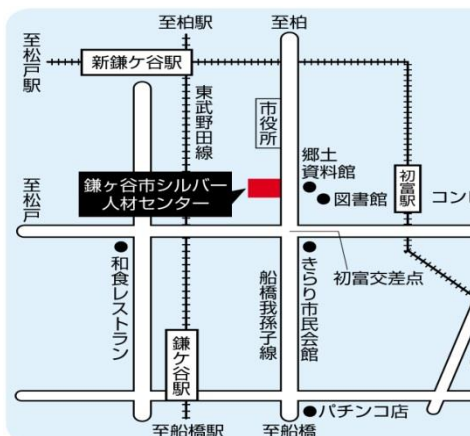 至柏駅
至柏
至松戸駅
新鎌ケ谷駅
東武野田線
市役所
郷土
資料館
図書館
初富駅
コンビ
至松戸
鎌ヶ谷市シルバー
人材センター
和食レストラン
船橋我孫子線
きらり市民会館
初富交差点
鎌ケ谷駅
パチンコ店
至船橋駅
至船橋